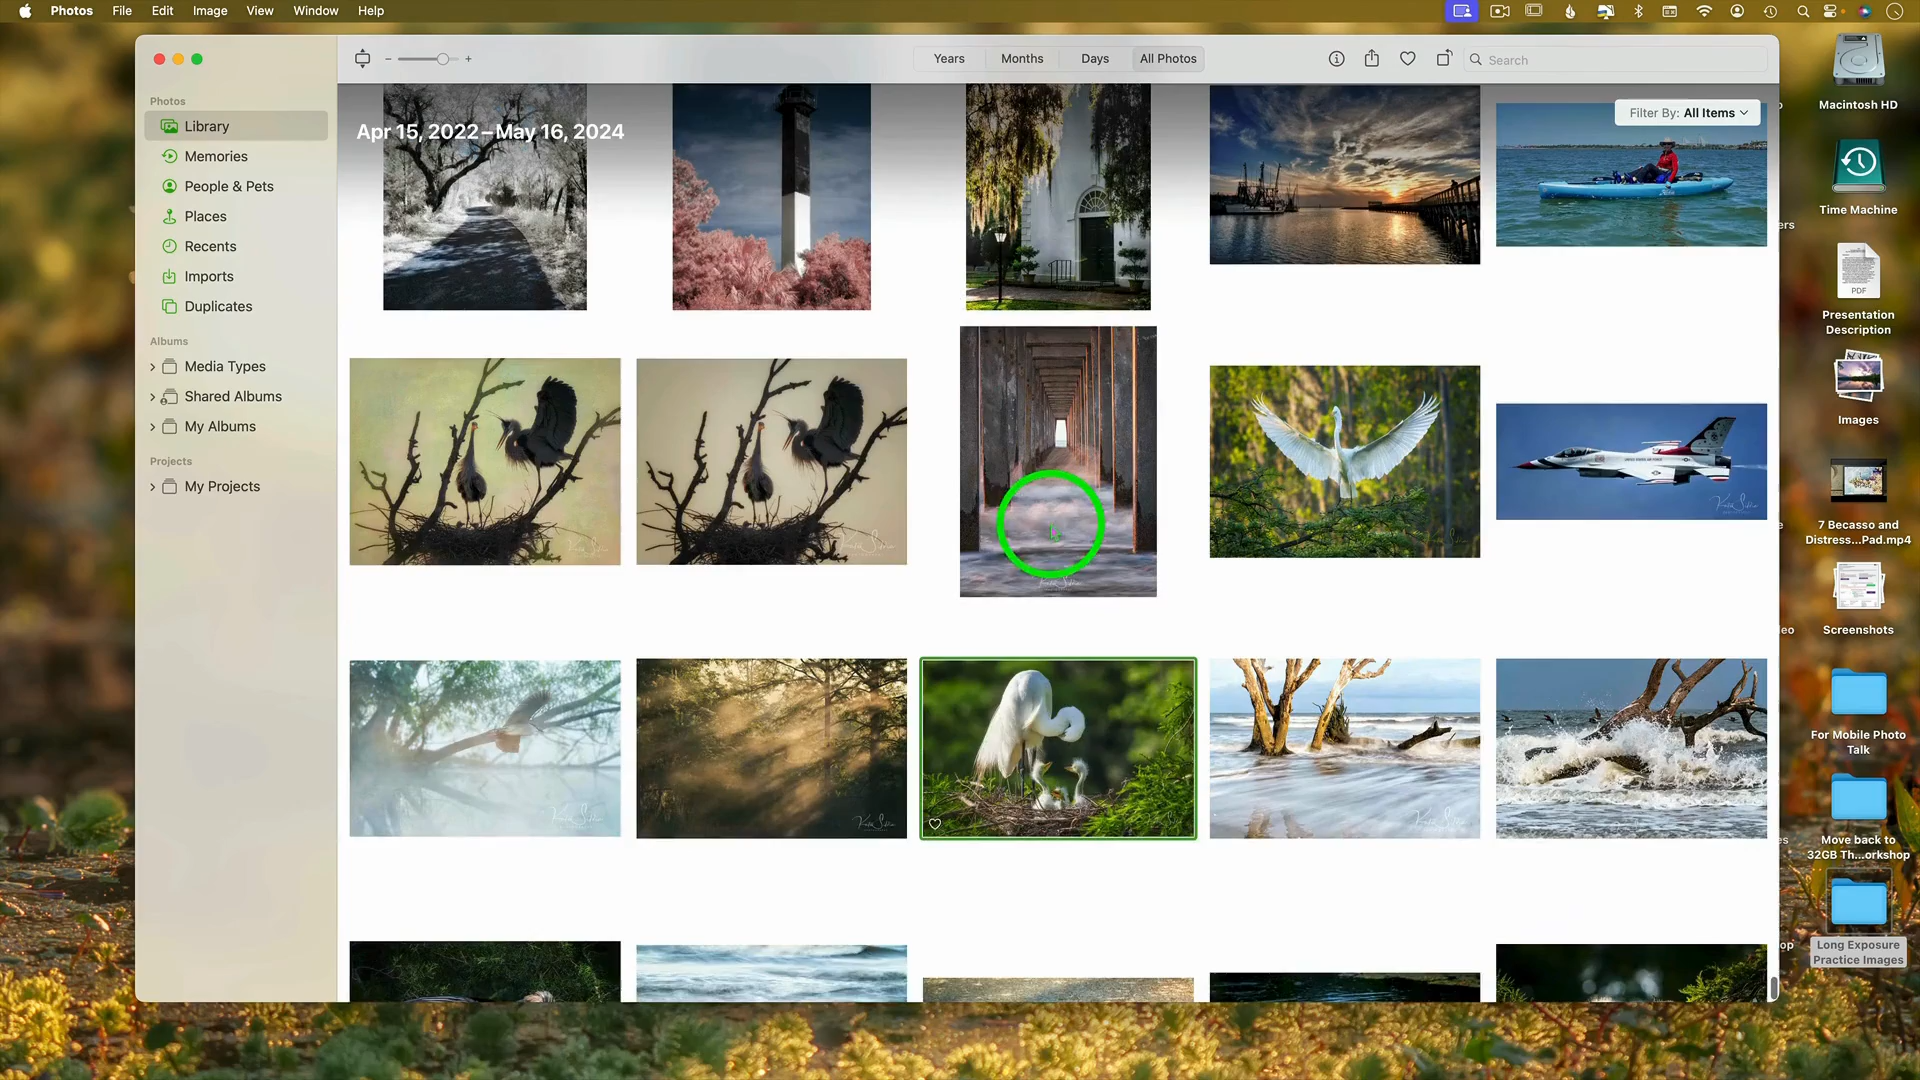 Photos File Edit Image View Window Help
Years Months Days All Photos
Search
Photos
Library
Memories
People & Pets
Places
Recents
Imports
Duplicates
Albums
Media Types
Shared Albums
My Albums
Projects
My Projects
Apr 15, 2022–May 16, 2024
Filter By: All Items
Macintosh HD
Time Machine
ers
PDF
Presentation
Description
Images
7 Becasso and
Distress...Pad.mp4
Screenshots
For Mobile Photo
Talk
Move back to
32GB Th...orkshop
Long Exposure
Practice Images